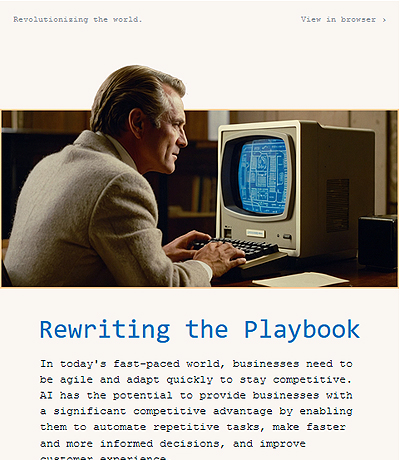 Revolutionizing the world.
View in browser ›
Rewriting the Playbook
In today's fast-paced world, businesses need to
be agile and adapt quickly to stay competitive.
AI has the potential to provide businesses with
a significant competitive advantage by enabling
them to automate repetitive tasks, make faster
and more informed decisions, and improve
customer experience